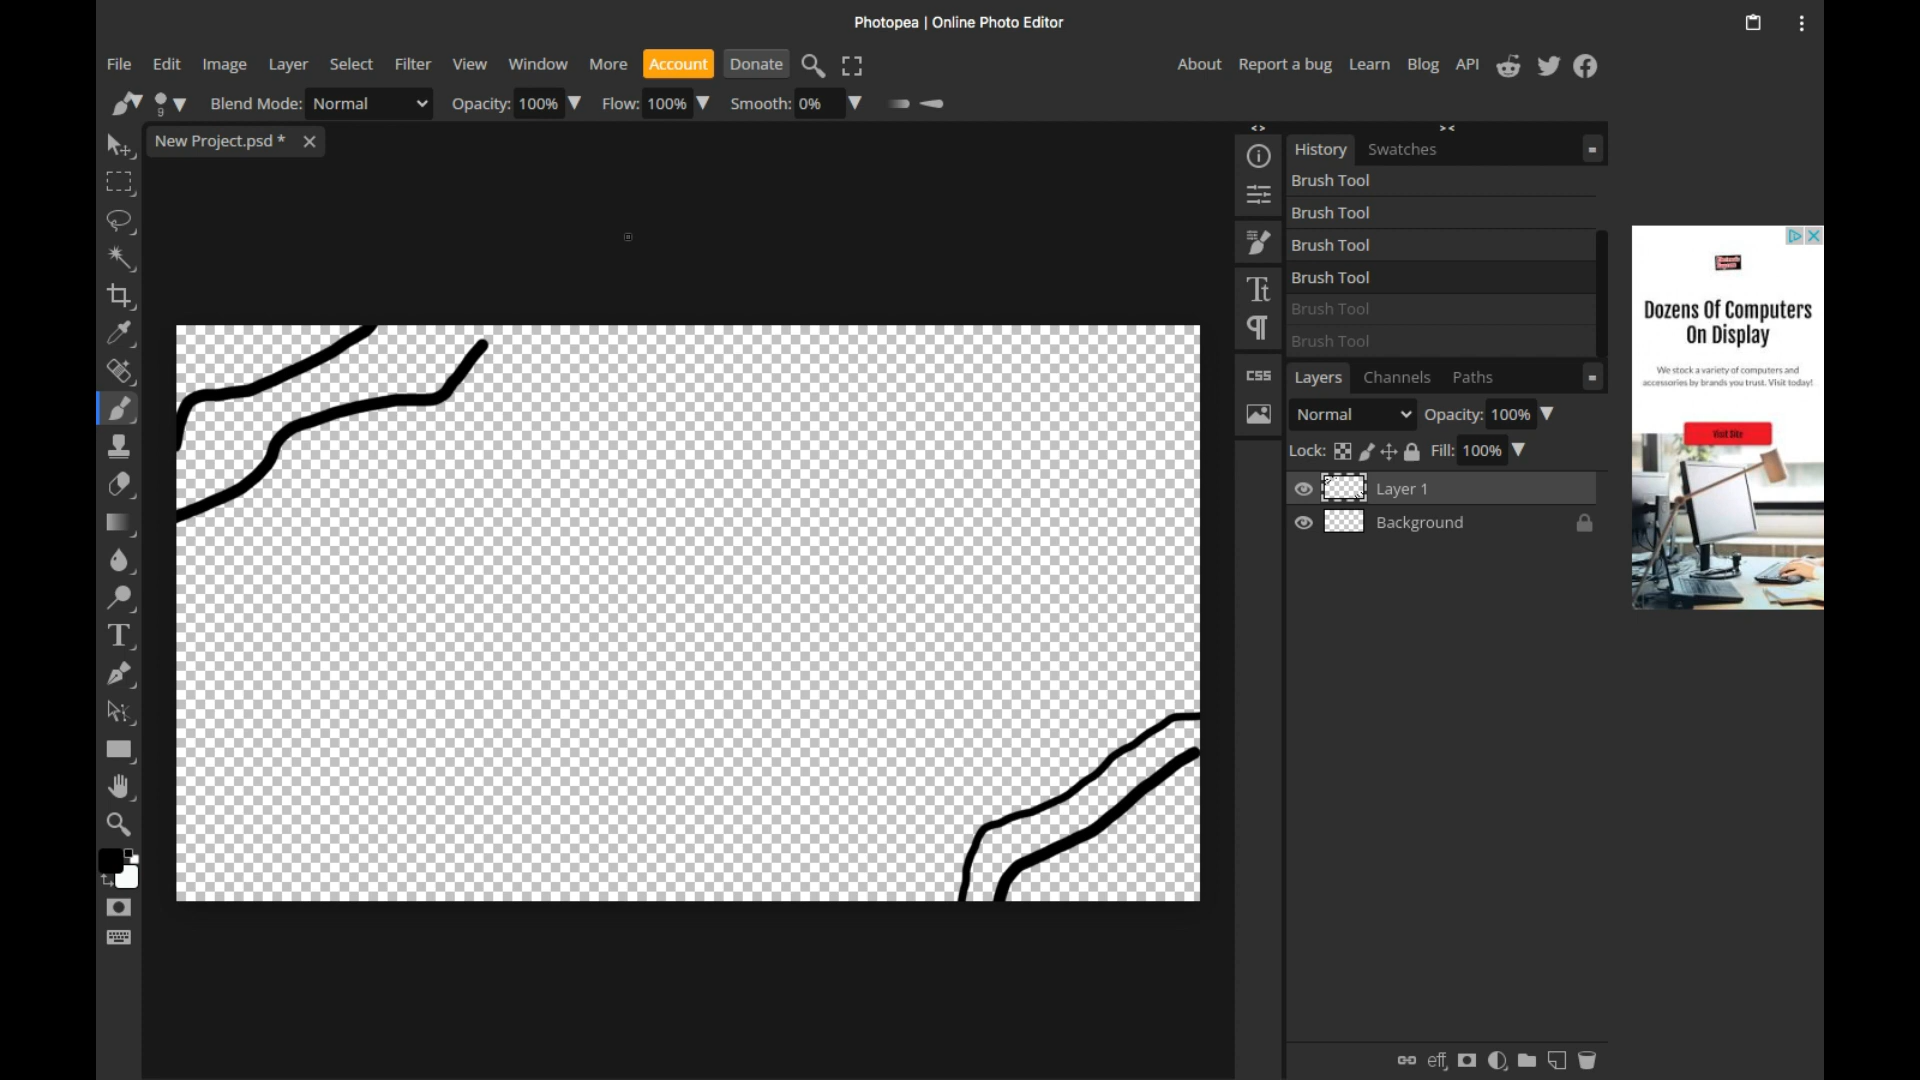 Photopea | Online Photo Editor
File Edit Image Layer Select Filter View Window More Account Donate
About Report a bug Learn Blog API
9 Blend Mode: Normal Opacity: 100% Flow: 100% Smooth: 0%
New Project.psd *
History Swatches
Brush Tool
Brush Tool
Brush Tool
Brush Tool
Brush Tool
Brush Tool
CSS
Layers Channels Paths
Normal Opacity: 100%
Lock: Fill: 100%
Layer 1
Background
eff
Dozens Of Computers
On Display
We stock a variety of computers and
accessories by brands you trust. Visit today!
Visit Site